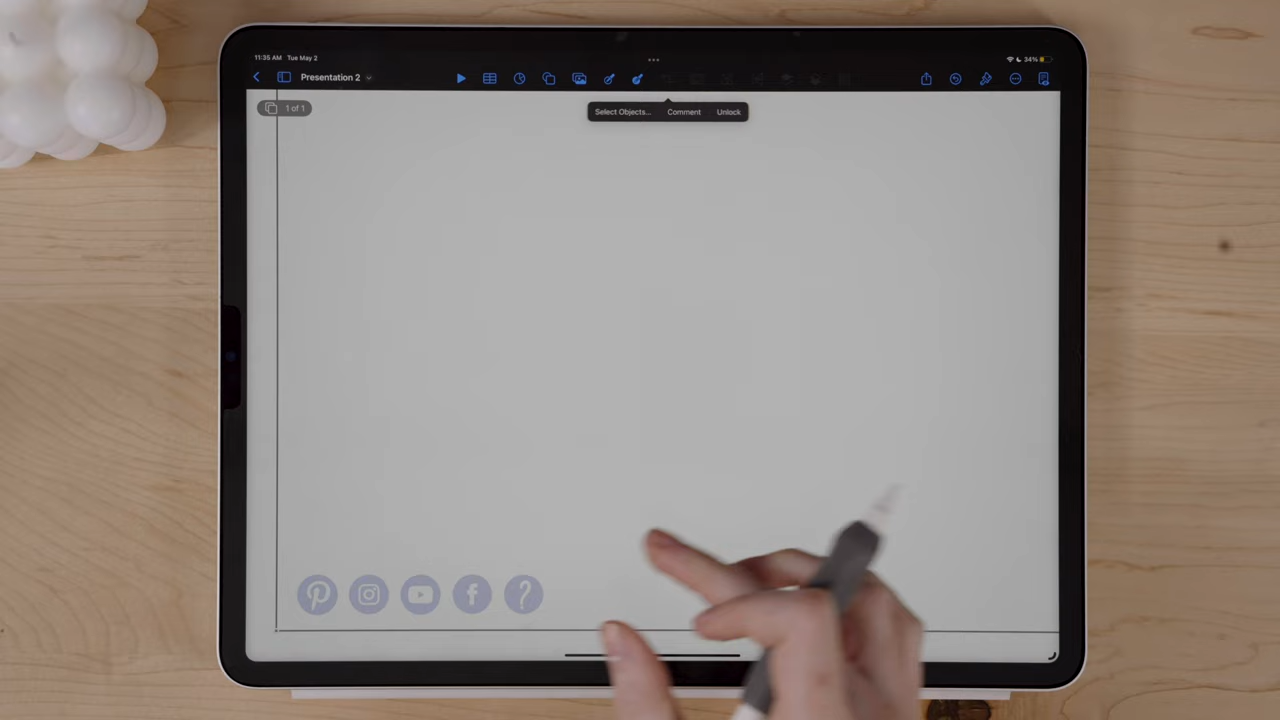 11:35 AM Tue May 2
34%
Presentation 2
1 of 1
Select Objects... Comment Unlock
?